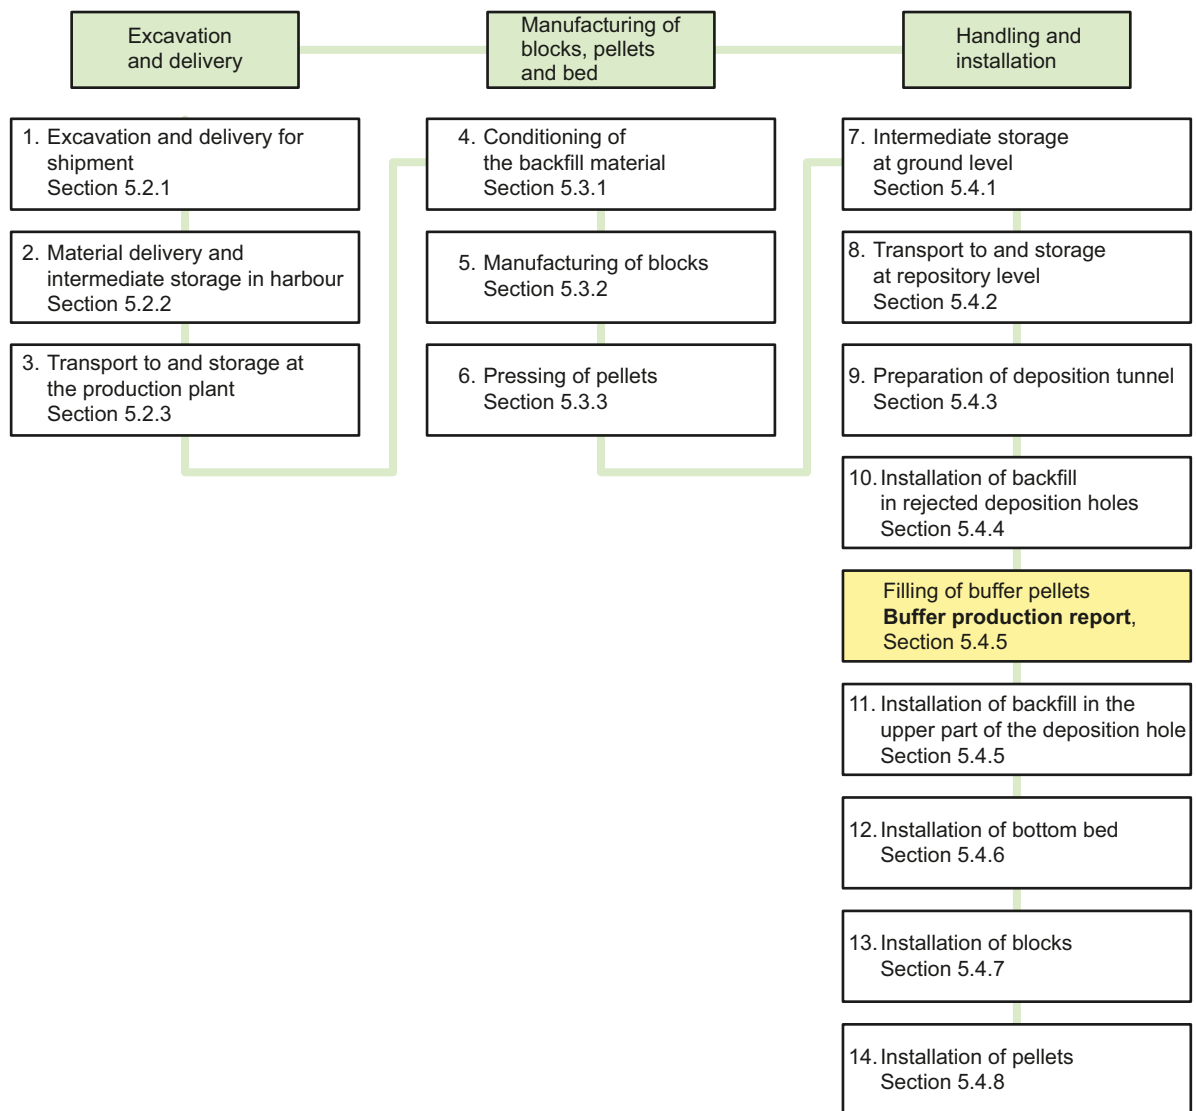 Excavation
and delivery
Manufacturing of
blocks, pellets
and bed
Handling and
installation
1. Excavation and delivery for
shipment
Section 5.2.1
2. Material delivery and
intermediate storage in harbour
Section 5.2.2
3. Transport to and storage at
the production plant
Section 5.2.3
4. Conditioning of
the backfill material
Section 5.3.1
5. Manufacturing of blocks
Section 5.3.2
6. Pressing of pellets
Section 5.3.3
7. Intermediate storage
at ground level
Section 5.4.1
8. Transport to and storage
at repository level
Section 5.4.2
9. Preparation of deposition tunnel
Section 5.4.3
10. Installation of backfill
in rejected deposition holes
Section 5.4.4
Filling of buffer pellets
Buffer production report,
Section 5.4.5
11. Installation of backfill in the
upper part of the deposition hole
Section 5.4.5
12. Installation of bottom bed
Section 5.4.6
13. Installation of blocks
Section 5.4.7
14. Installation of pellets
Section 5.4.8